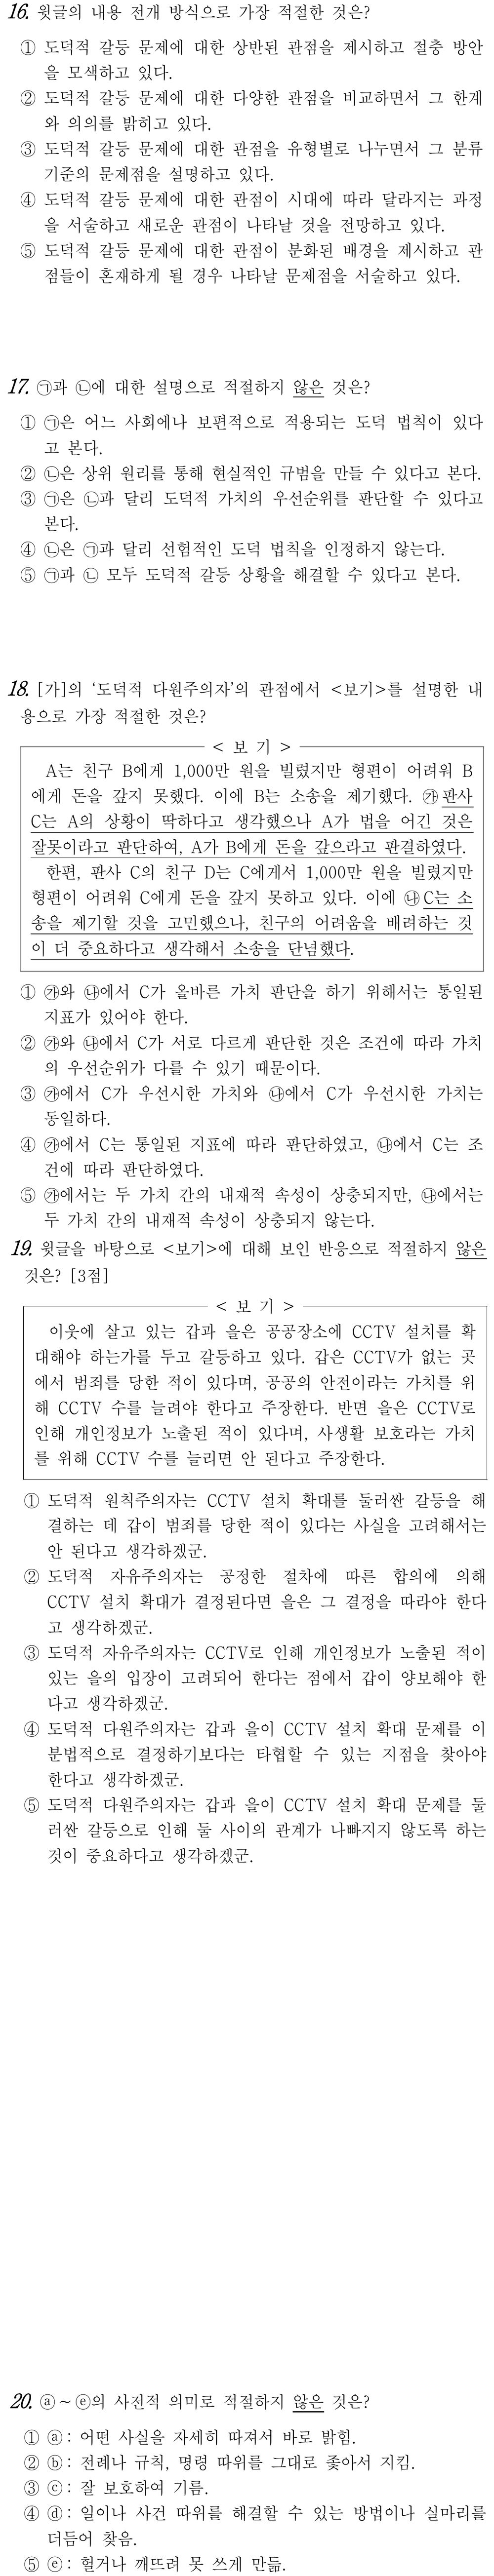 16. 윗글의 내용 전개 방식으로 가장 적절한 것은?
① 도덕적 갈등 문제에 대한 상반된 관점을 제시하고 절충 방안
을 모색하고 있다.
② 도덕적 갈등 문제에 대한 다양한 관점을 비교하면서 그 한계
와 의의를 밝히고 있다.
③ 도덕적 갈등 문제에 대한 관점을 유형별로 나누면서 그 분류
기준의 문제점을 설명하고 있다.
④ 도덕적 갈등 문제에 대한 관점이 시대에 따라 달라지는 과정
을 서술하고 새로운 관점이 나타날 것을 전망하고 있다.
⑤ 도덕적 갈등 문제에 대한 관점이 분화된 배경을 제시하고 관
점들이 혼재하게 될 경우 나타날 문제점을 서술하고 있다.
17. ㉠과 ㉡에 대한 설명으로 적절하지 않은 것은?
① ㉠은 어느 사회에나 보편적으로 적용되는 도덕 법칙이 있다
고 본다.
② ㉡은 상위 원리를 통해 현실적인 규범을 만들 수 있다고 본다.
③ ㉠은 ㉡과 달리 도덕적 가치의 우선순위를 판단할 수 있다고
본다.
④ ㉡은 ㉠과 달리 선험적인 도덕 법칙을 인정하지 않는다.
⑤ ㉠과 ㉡ 모두 도덕적 갈등 상황을 해결할 수 있다고 본다.
18. [가]의 ‘도덕적 다원주의자’의 관점에서 <보기>를 설명한 내
용으로 가장 적절한 것은?
< 보 기 >
A는 친구 B에게 1,000만 원을 빌렸지만 형편이 어려워 B
에게 돈을 갚지 못했다. 이에 B는 소송을 제기했다. ㉮판사
C는 A의 상황이 딱하다고 생각했으나 A가 법을 어긴 것은
잘못이라고 판단하여, A가 B에게 돈을 갚으라고 판결하였다.
한편, 판사 C의 친구 D는 C에게서 1,000만 원을 빌렸지만
형편이 어려워 C에게 돈을 갚지 못하고 있다. 이에 ㉯C는 소
송을 제기할 것을 고민했으나, 친구의 어려움을 배려하는 것
이 더 중요하다고 생각해서 소송을 단념했다.
① ㉮와 ㉯에서 C가 올바른 가치 판단을 하기 위해서는 통일된
지표가 있어야 한다.
② ㉮와 ㉯에서 C가 서로 다르게 판단한 것은 조건에 따라 가치
의 우선순위가 다를 수 있기 때문이다.
③ ㉮에서 C가 우선시한 가치와 ㉯에서 C가 우선시한 가치는
동일하다.
④ ㉮에서 C는 통일된 지표에 따라 판단하였고, ㉯에서 C는 조
건에 따라 판단하였다.
⑤ ㉮에서는 두 가치 간의 내재적 속성이 상충되지만, ㉯에서는
두 가치 간의 내재적 속성이 상충되지 않는다.
19. 윗글을 바탕으로 <보기>에 대해 보인 반응으로 적절하지 않은
것은? [3점]
< 보 기 >
이웃에 살고 있는 갑과 을은 공공장소에 CCTV 설치를 확
대해야 하는가를 두고 갈등하고 있다. 갑은 CCTV가 없는 곳
에서 범죄를 당한 적이 있다며, 공공의 안전이라는 가치를 위
해 CCTV 수를 늘려야 한다고 주장한다. 반면 을은 CCTV로
인해 개인정보가 노출된 적이 있다며, 사생활 보호라는 가치
를 위해 CCTV 수를 늘리면 안 된다고 주장한다.
① 도덕적 원칙주의자는 CCTV 설치 확대를 둘러싼 갈등을 해
결하는 데 갑이 범죄를 당한 적이 있다는 사실을 고려해서는
안 된다고 생각하겠군.
② 도덕적 자유주의자는 공정한 절차에 따른 합의에 의해
CCTV 설치 확대가 결정된다면 을은 그 결정을 따라야 한다
고 생각하겠군.
③ 도덕적 자유주의자는 CCTV로 인해 개인정보가 노출된 적이
있는 을의 입장이 고려되어 한다는 점에서 갑이 양보해야 한
다고 생각하겠군.
④ 도덕적 다원주의자는 갑과 을이 CCTV 설치 확대 문제를 이
분법적으로 결정하기보다는 타협할 수 있는 지점을 찾아야
한다고 생각하겠군.
⑤ 도덕적 다원주의자는 갑과 을이 CCTV 설치 확대 문제를 둘
러싼 갈등으로 인해 둘 사이의 관계가 나빠지지 않도록 하는
것이 중요하다고 생각하겠군.
20. ⓐ~ⓔ의 사전적 의미로 적절하지 않은 것은?
① ⓐ: 어떤 사실을 자세히 따져서 바로 밝힘.
② ⓑ: 전례나 규칙, 명령 따위를 그대로 좇아서 지킴.
③ ⓒ: 잘 보호하여 기름.
④ ⓓ: 일이나 사건 따위를 해결할 수 있는 방법이나 실마리를
더듬어 찾음.
⑤ ⓔ: 헐거나 깨뜨려 못 쓰게 만듦.